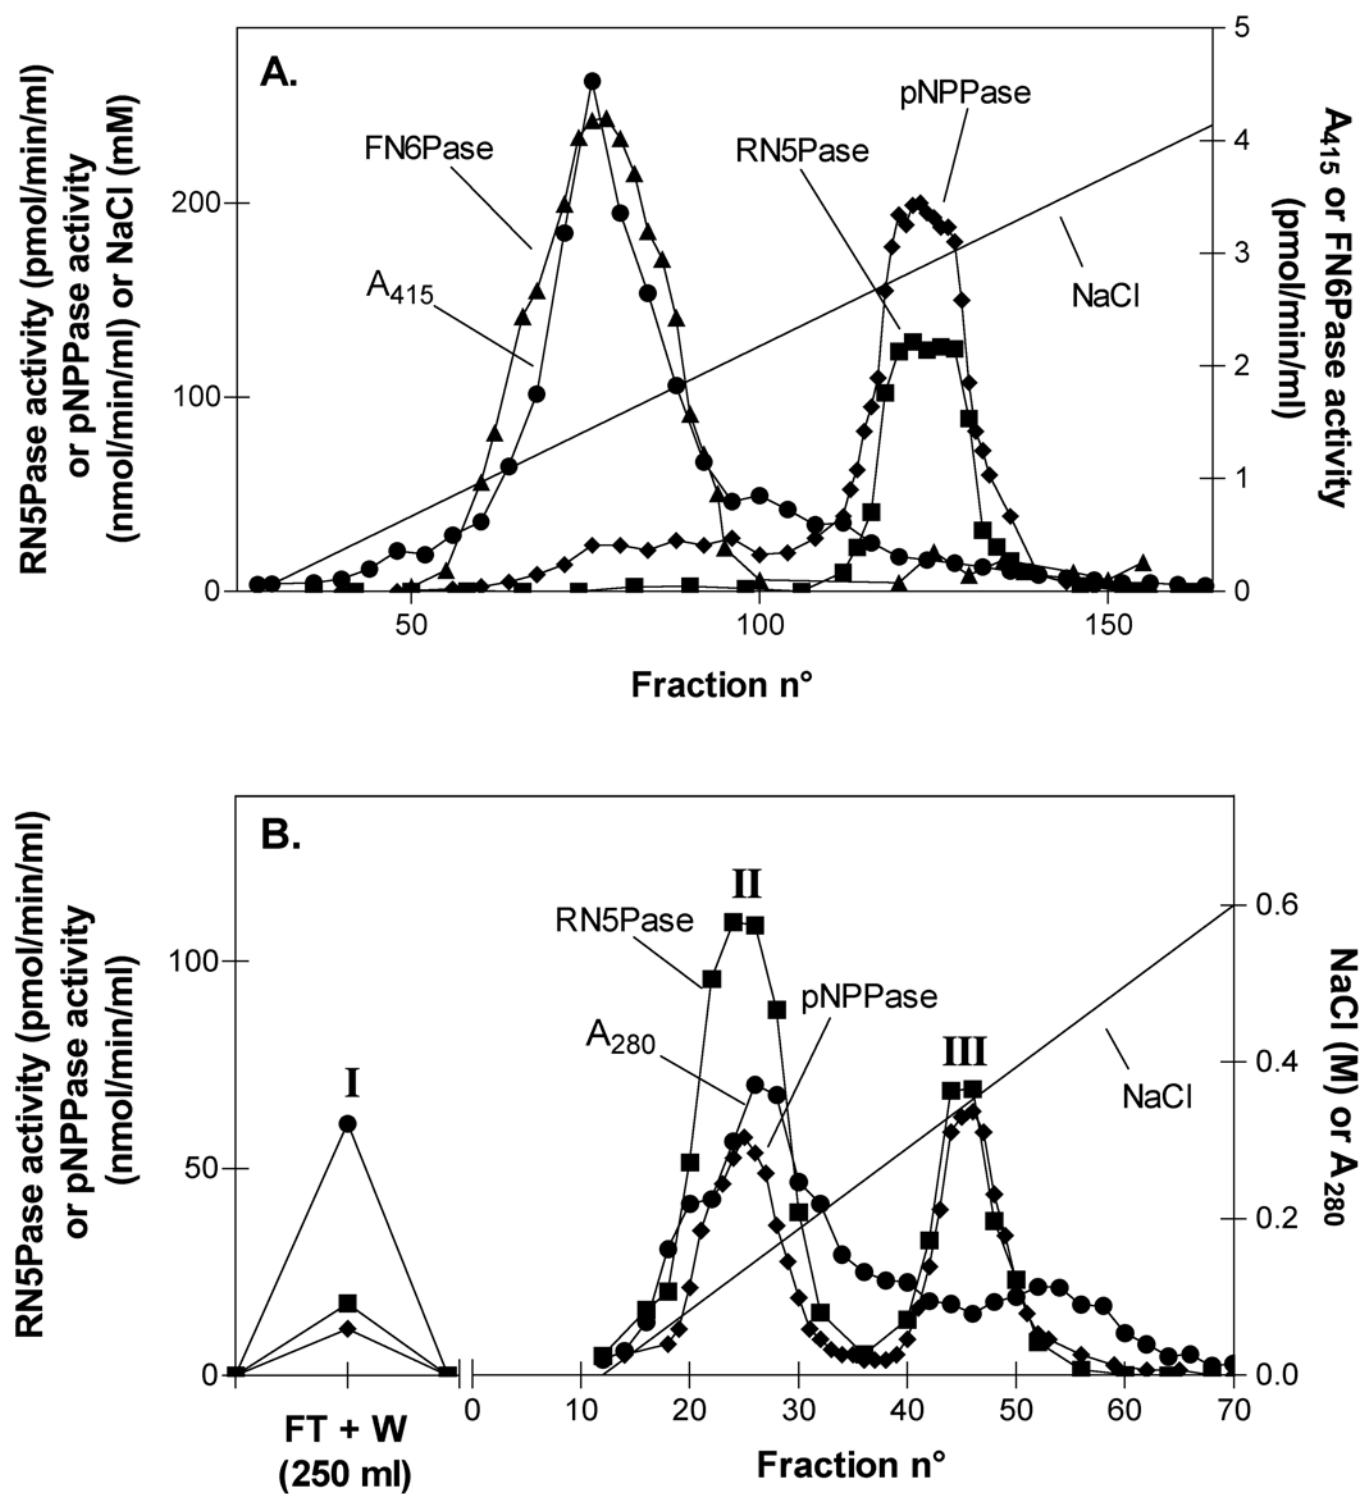 A.
RN5Pase activity (pmol/min/ml)
or pNPPase activity
(nmol/min/ml) or NaCl (mM)
200
100
0
FN6Pase
A415
RN5Pase
pNPPase
NaCl
5
4
3
2
1
0
A415 or FN6Pase activity
(pmol/min/ml)
50
100
150
Fraction n°
B.
RN5Pase activity (pmol/min/ml)
or pNPPase activity
(nmol/min/ml)
100
50
0
I
II
III
RN5Pase
A280
pNPPase
NaCl
0.6
0.4
0.2
0.0
NaCl (M) or A280
FT + W
(250 ml)
0
10
20
30
40
50
60
70
Fraction n°